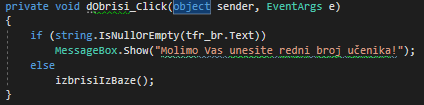 private void dObrisi_Click(object sender, EventArgs e)
{
if (string.IsNullOrEmpty(tfr_br.Text))
MessageBox.Show("Molimo Vas unesite redni broj učenika!");
else
izbrisiIzBaze();
}